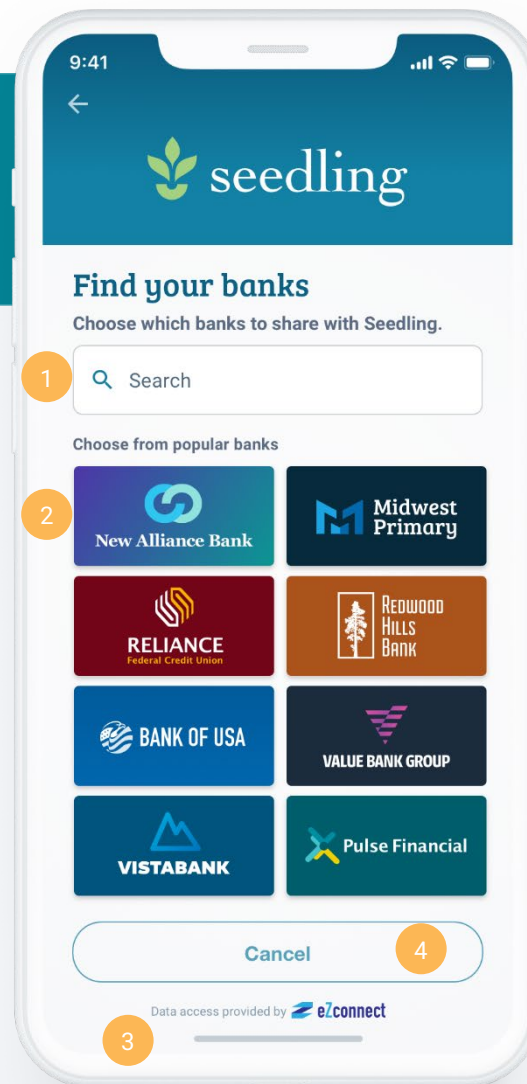 9:41
seedling
Find your banks
Choose which banks to share with Seedling.
1
Search
Choose from popular banks
2
New Alliance Bank
Midwest
Primary
RELIANCE
Federal Credit Union
REDWOOD
HILLS
BANK
BANK OF USA
VALUE BANK GROUP
VISTABANK
Pulse Financial
Cancel
4
Data access provided by eZconnect
3